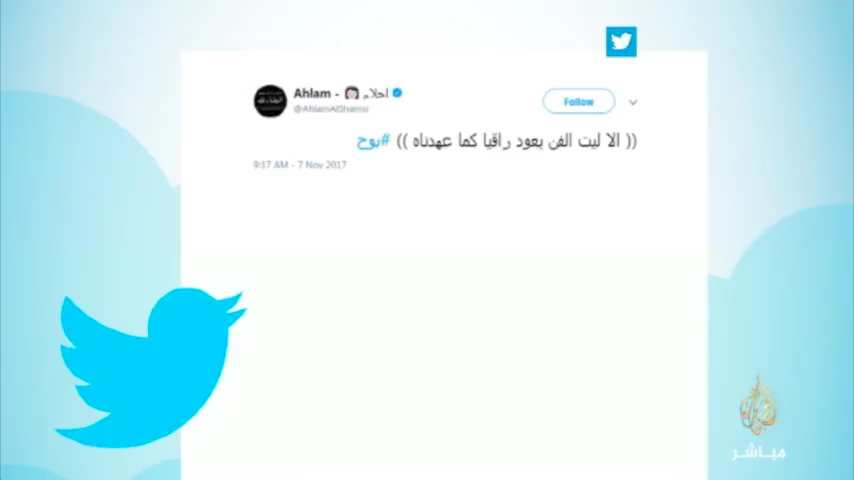 Ahlam - احلام
@AhlamAlShamsi
Follow
(( الا ليت الفن يعود راقيا كما عهدناه )) #بوح
9:17 AM - 7 Nov 2017
مباشر